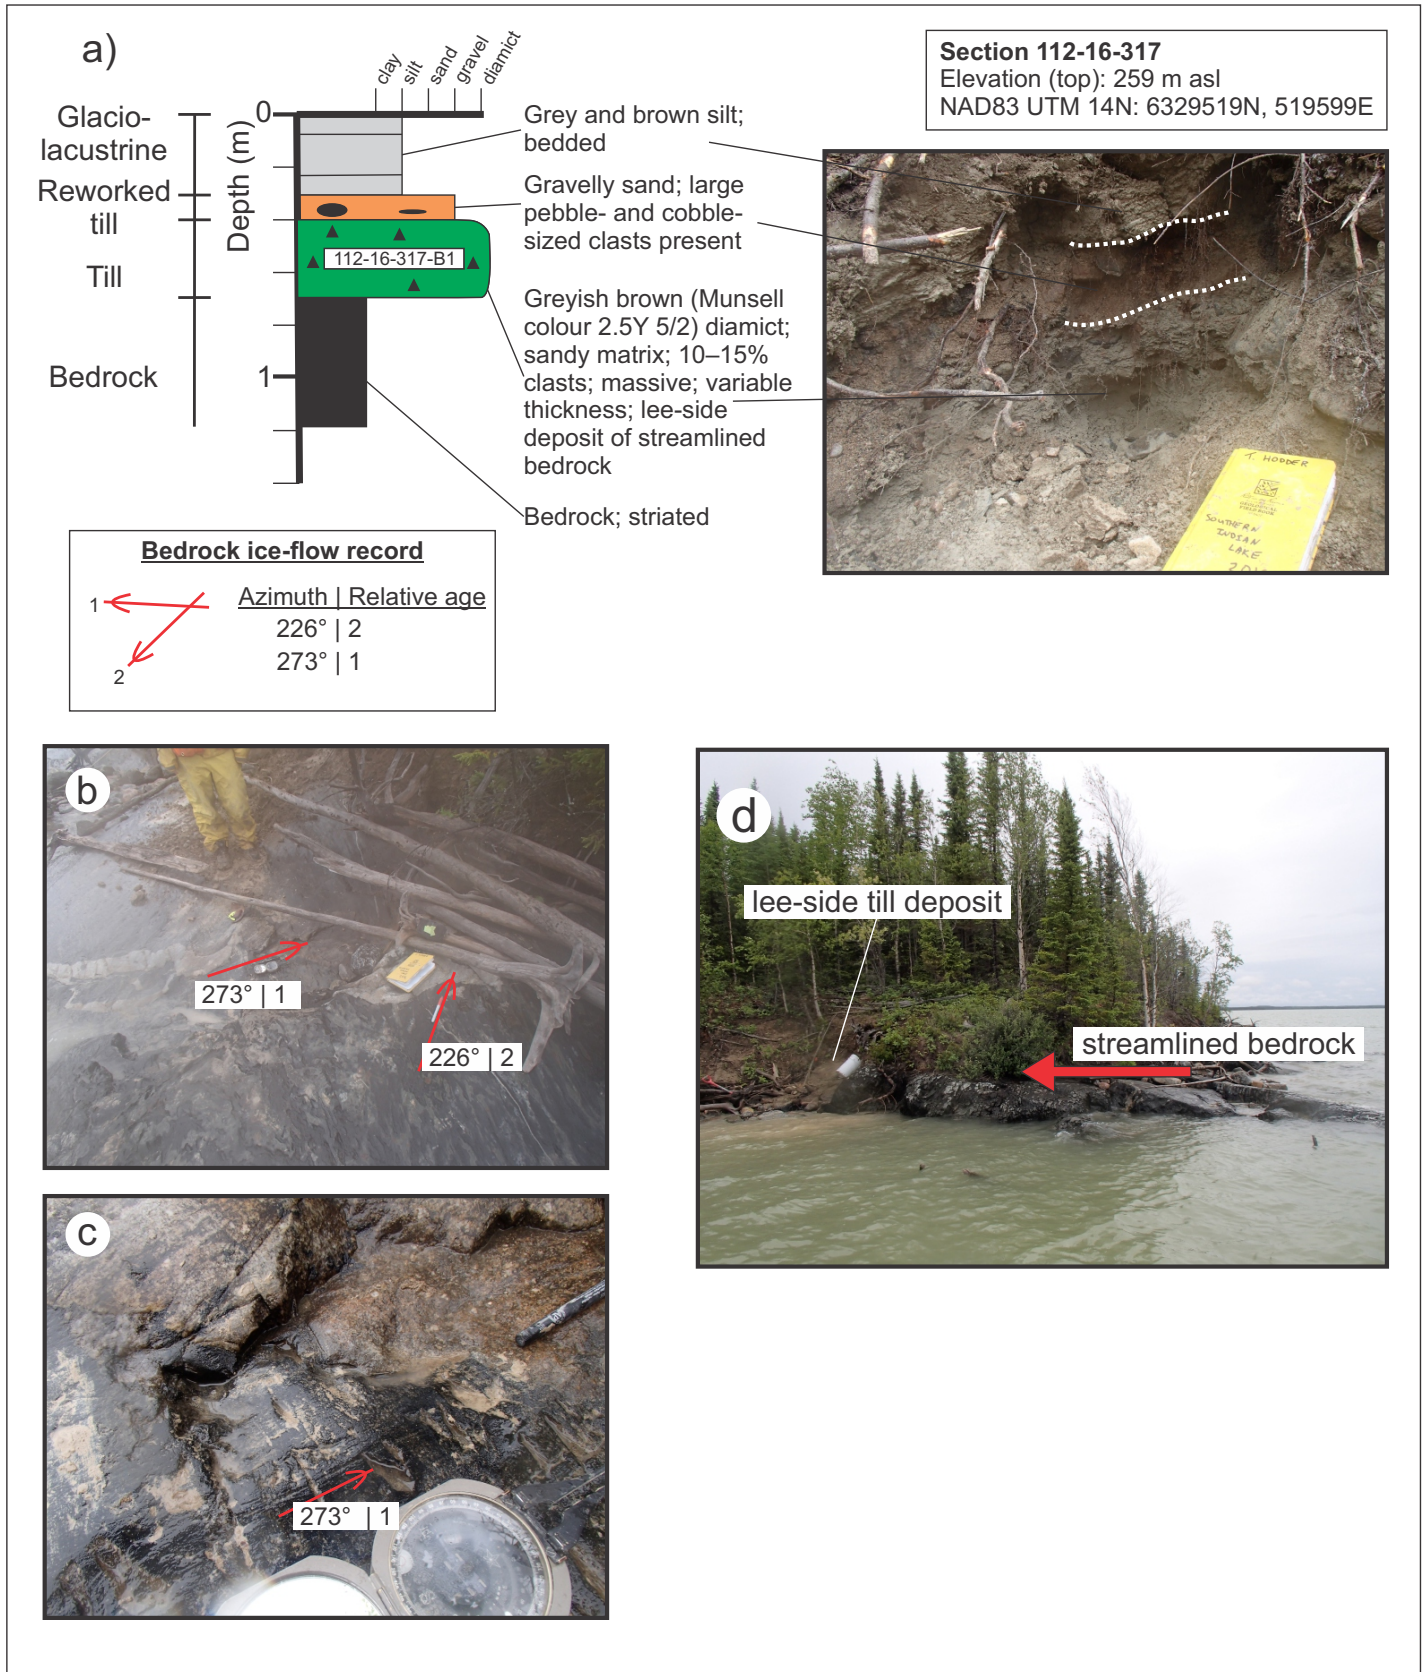 a)
clay
silt
sand
gravel
diamict
Glacio-
lacustrine
Reworked
till
Till
Bedrock
Depth (m)
0
1
112-16-317-B1
Grey and brown silt;
bedded
Gravelly sand; large
pebble- and cobble-
sized clasts present
Greyish brown (Munsell
colour 2.5Y 5/2) diamict;
sandy matrix; 10–15%
clasts; massive; variable
thickness; lee-side
deposit of streamlined
bedrock
Bedrock; striated
Section 112-16-317
Elevation (top): 259 m asl
NAD83 UTM 14N: 6329519N, 519599E
T. HODDER
GEOLOGICAL
FIELD BOOK
SOUTHERN
INDIAN
LAKE
Bedrock ice-flow record
Azimuth | Relative age
226° | 2
273° | 1
1
2
b
273° | 1
226° | 2
c
273° | 1
d
lee-side till deposit
streamlined bedrock